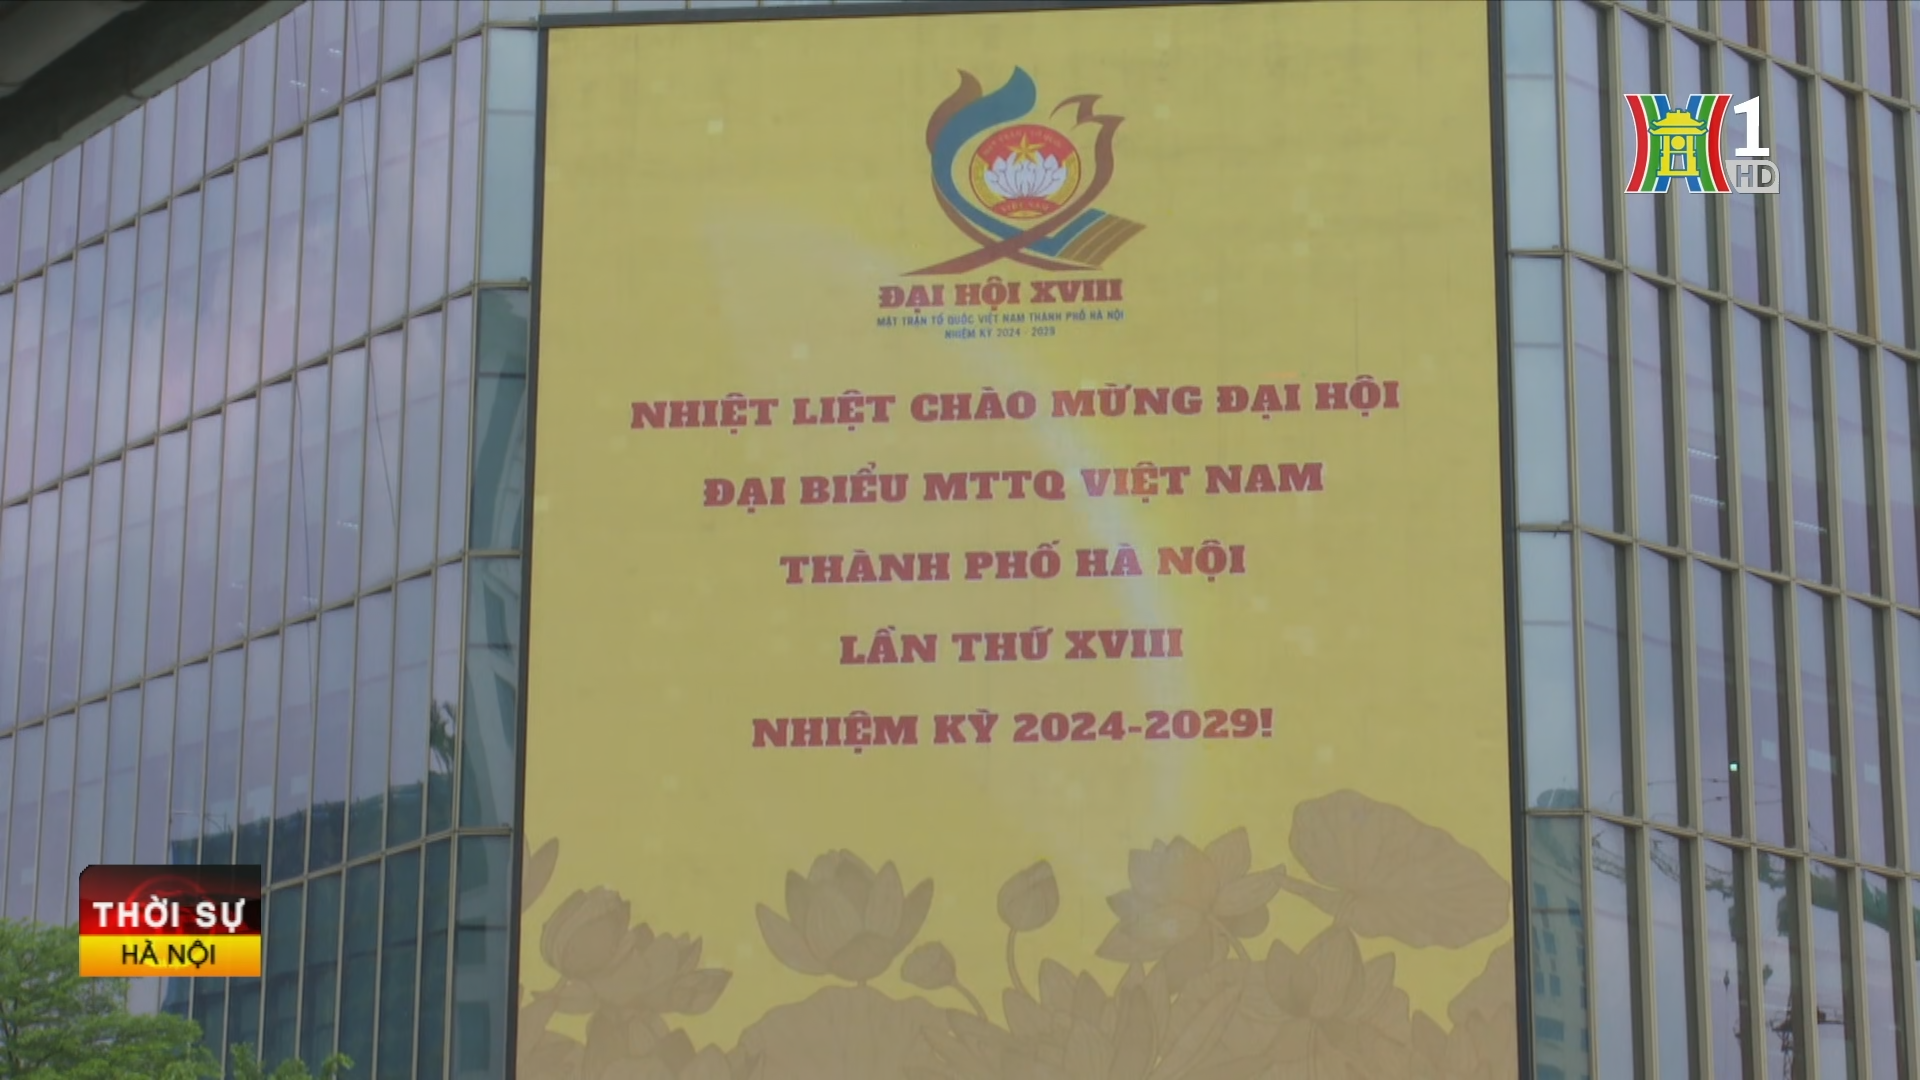 1
HD
VIỆT NAM
ĐẠI HỘI XVIII
MẶT TRẬN TỔ QUỐC VIỆT NAM THÀNH PHỐ HÀ NỘI
NHIỆM KỲ 2024 - 2029
NHIỆT LIỆT CHÀO MỪNG ĐẠI HỘI
ĐẠI BIỂU MTTQ VIỆT NAM
THÀNH PHỐ HÀ NỘI
LẦN THỨ XVIII
NHIỆM KỲ 2024-2029!
THỜI SỰ
HÀ NỘI